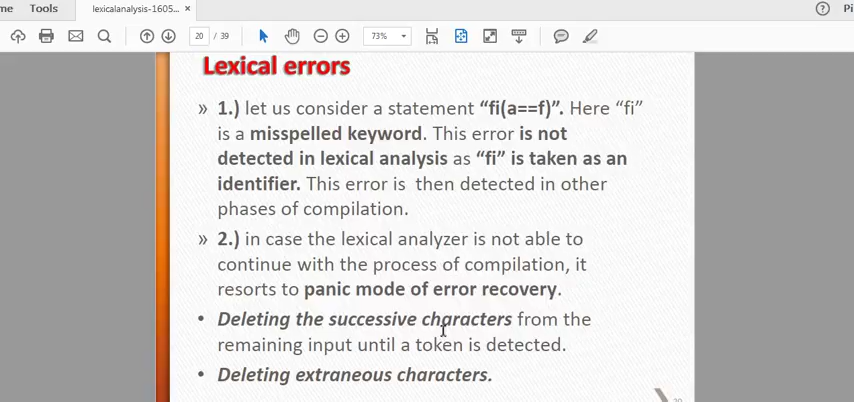 me Tools lexicalanalysis-1605... × ? Pi
20 / 39 73%
Lexical errors
» 1.) let us consider a statement “fi(a==f)”. Here “fi”
is a misspelled keyword. This error is not
detected in lexical analysis as “fi” is taken as an
identifier. This error is then detected in other
phases of compilation.
» 2.) in case the lexical analyzer is not able to
continue with the process of compilation, it
resorts to panic mode of error recovery.
• Deleting the successive characters from the
remaining input until a token is detected.
• Deleting extraneous characters.